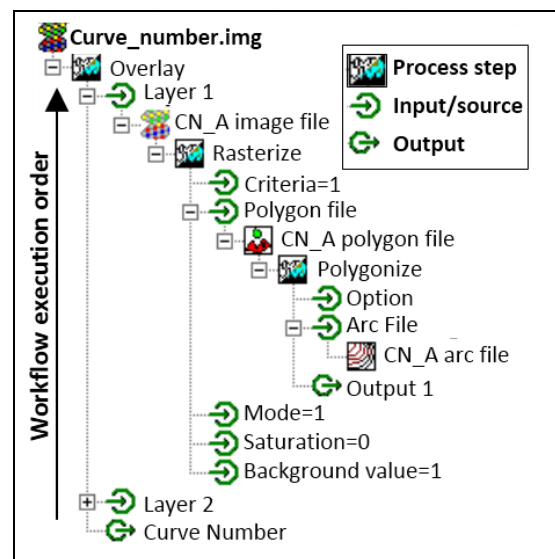 Curve_number.img
Overlay
Layer 1
CN_A image file
Rasterize
Criteria=1
Polygon file
CN_A polygon file
Polygonize
Option
Arc File
CN_A arc file
Output 1
Mode=1
Saturation=0
Background value=1
Layer 2
Curve Number
Process step
Input/source
Output
Workflow execution order